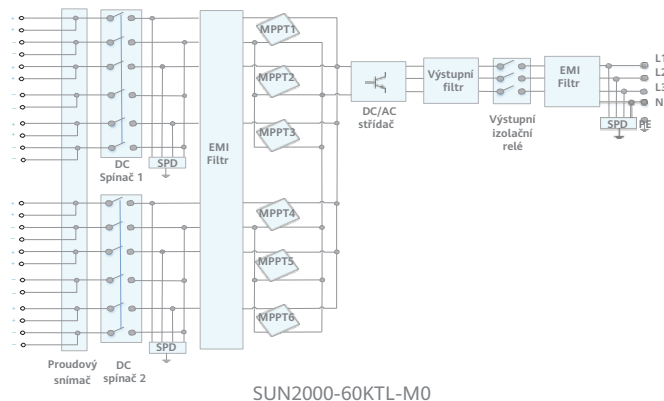 MPPT1
MPPT2
MPPT3
EMI
Filtr
DC
Spínač 1
SPD
DC/AC
střídač
Výstupní
filtr
Výstupní
izolační
relé
EMI
Filtr
L1
L2
L3
N
SPD
PE
MPPT4
MPPT5
MPPT6
SPD
Proudový
snímač
DC
spínač 2
SUN2000-60KTL-M0